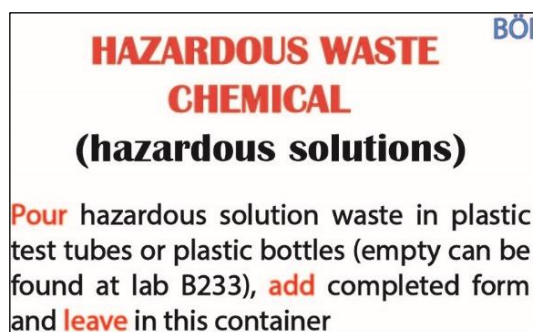 BÖ
HAZARDOUS WASTE
CHEMICAL
(hazardous solutions)
Pour hazardous solution waste in plastic
test tubes or plastic bottles (empty can be
found at lab B233), add completed form
and leave in this container